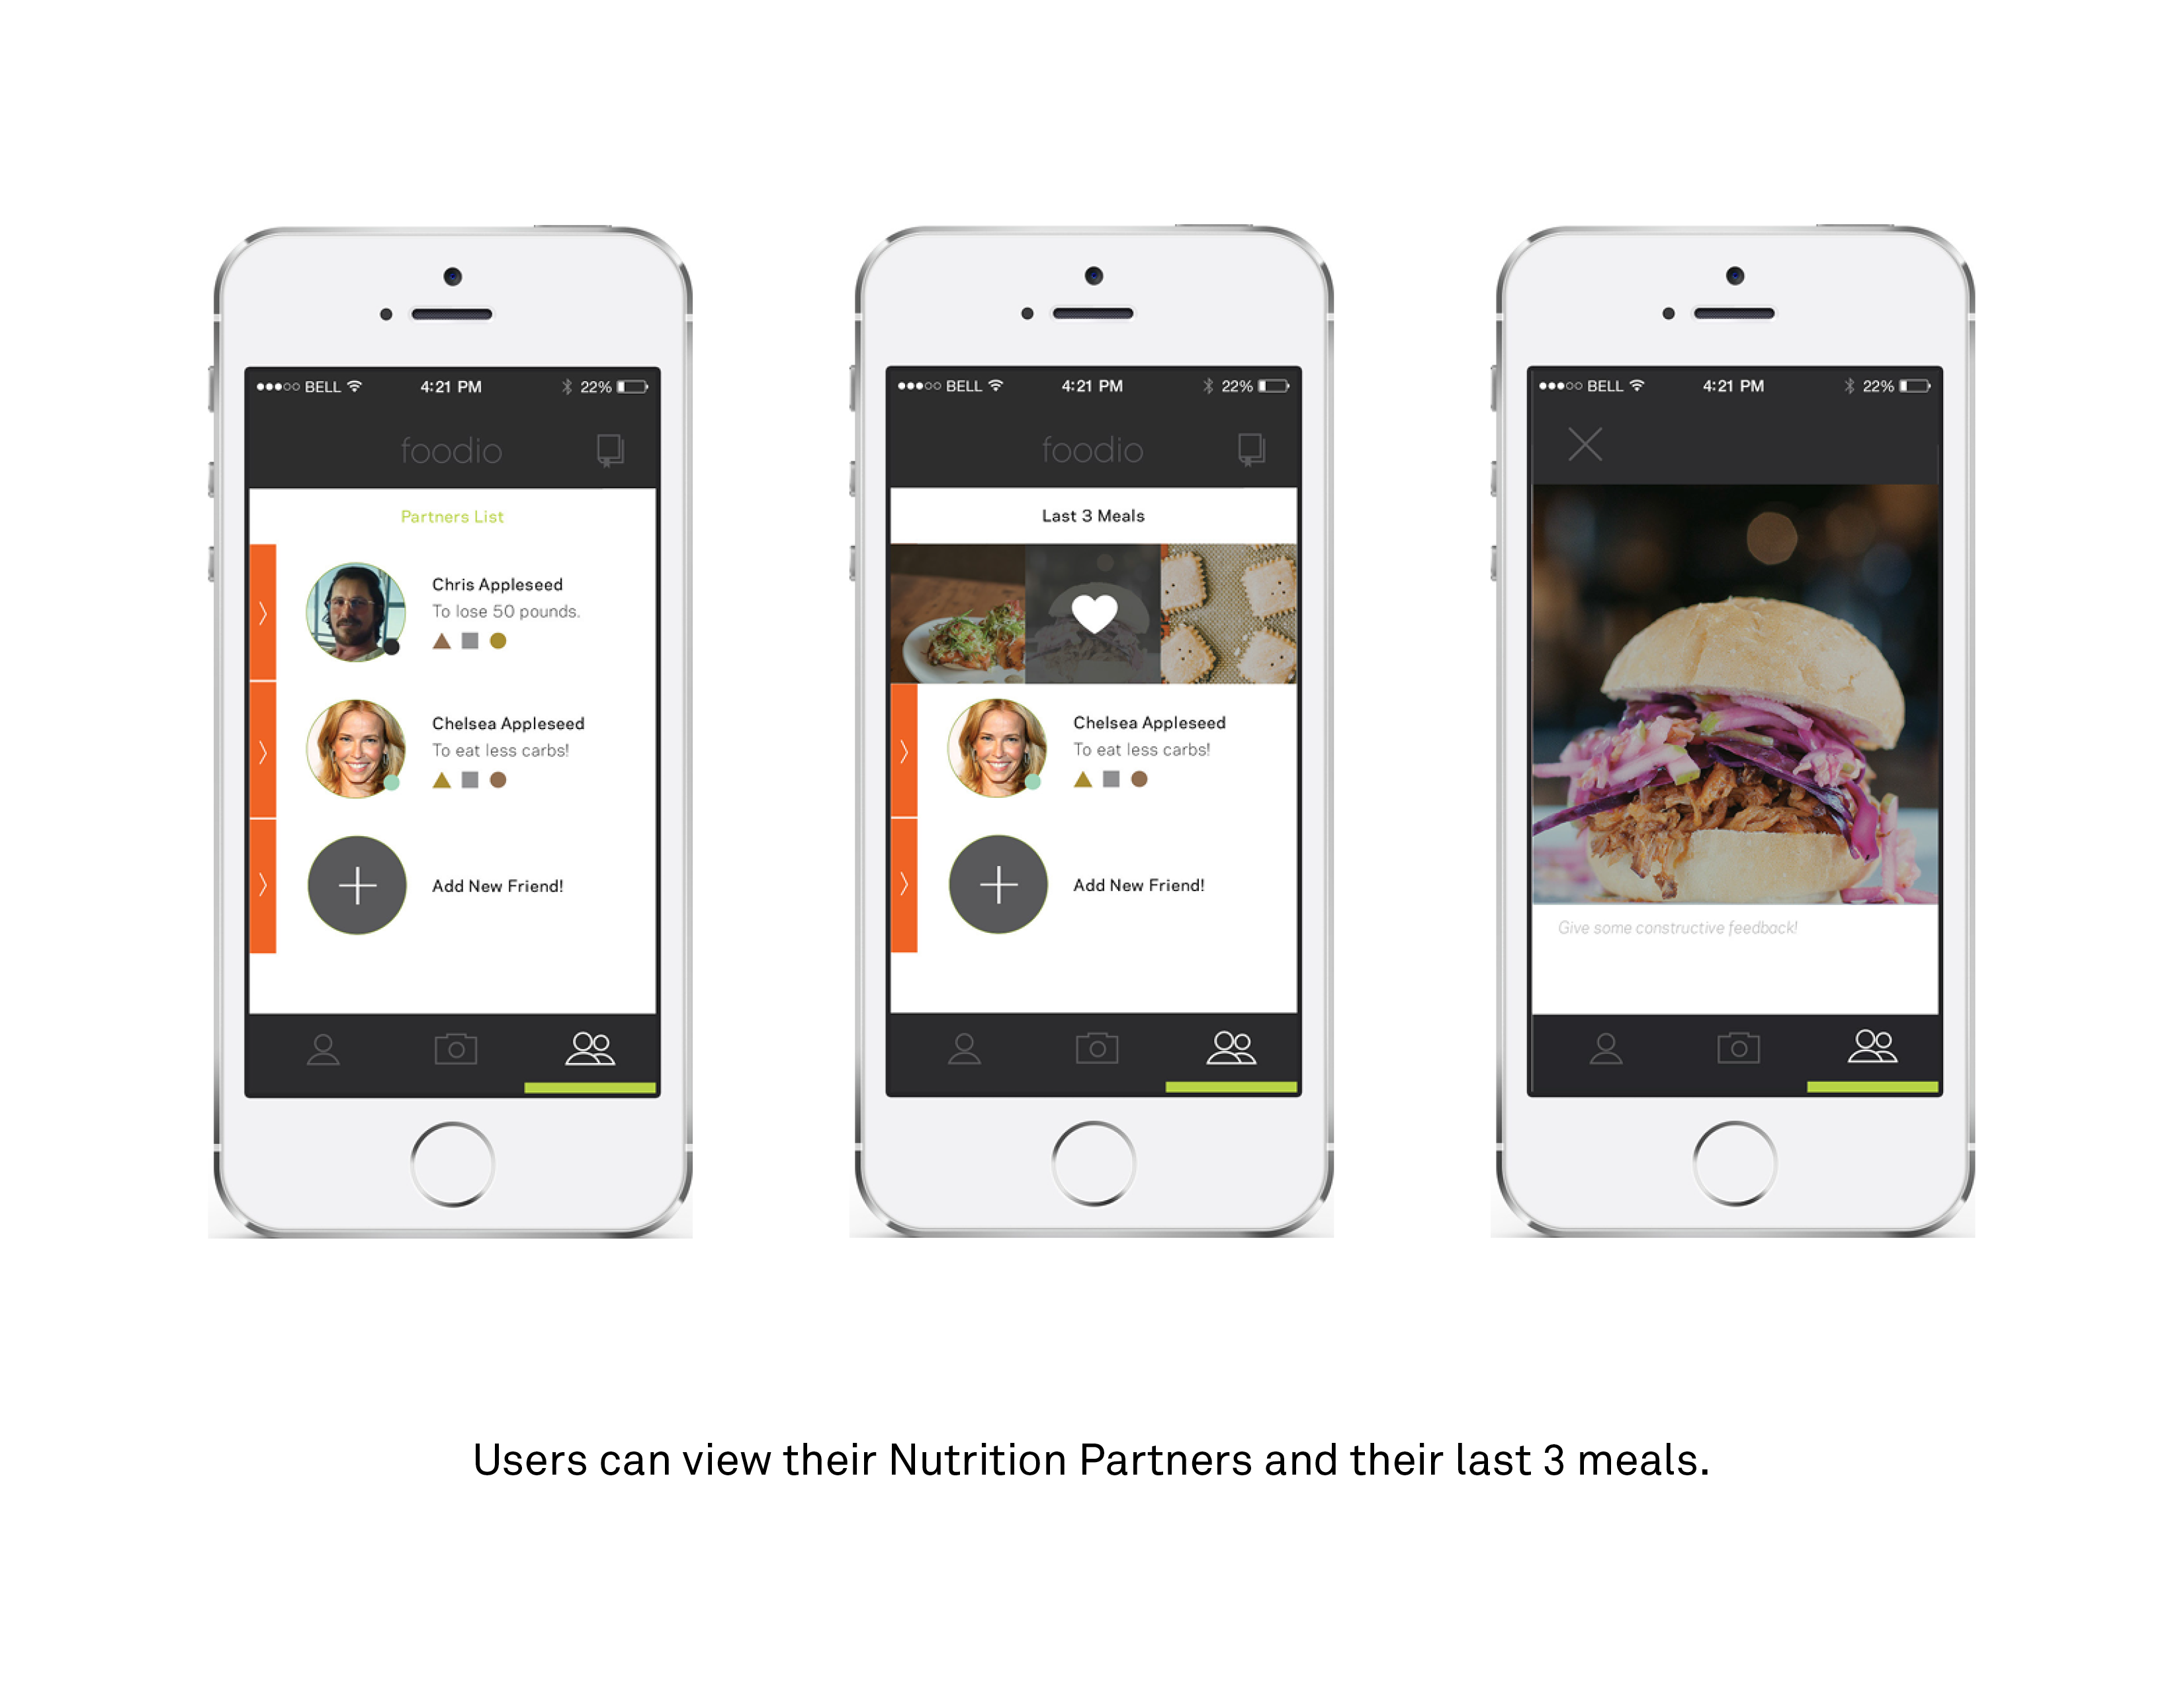 BELL 4:21 PM 22%
foodio
Partners List
Chris Appleseed
To lose 50 pounds.
Chelsea Appleseed
To eat less carbs!
Add New Friend!
BELL 4:21 PM 22%
foodio
Last 3 Meals
Chelsea Appleseed
To eat less carbs!
Add New Friend!
BELL 4:21 PM 22%
Give some constructive feedback!
Users can view their Nutrition Partners and their last 3 meals.